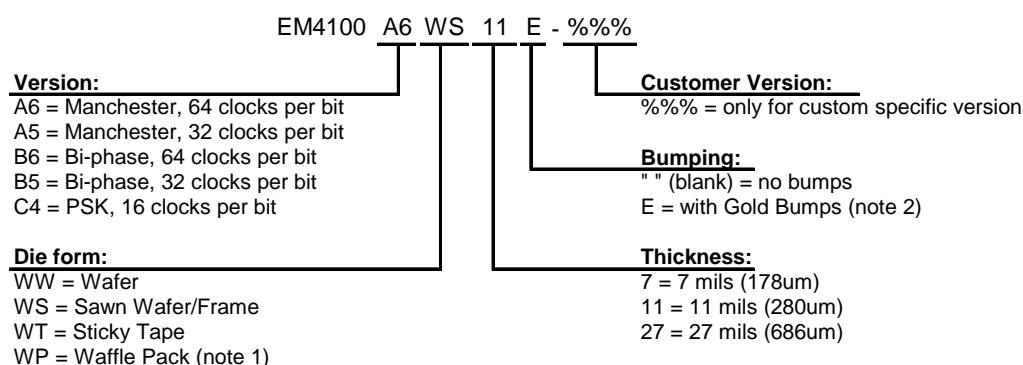 EM4100 A6 WS 11 E - %%%
Version:
A6 = Manchester, 64 clocks per bit
A5 = Manchester, 32 clocks per bit
B6 = Bi-phase, 64 clocks per bit
B5 = Bi-phase, 32 clocks per bit
C4 = PSK, 16 clocks per bit
Die form:
WW = Wafer
WS = Sawn Wafer/Frame
WT = Sticky Tape
WP = Waffle Pack (note 1)
Customer Version:
%%% = only for custom specific version
Bumping:
" " (blank) = no bumps
E = with Gold Bumps (note 2)
Thickness:
7 = 7 mils (178um)
11 = 11 mils (280um)
27 = 27 mils (686um)